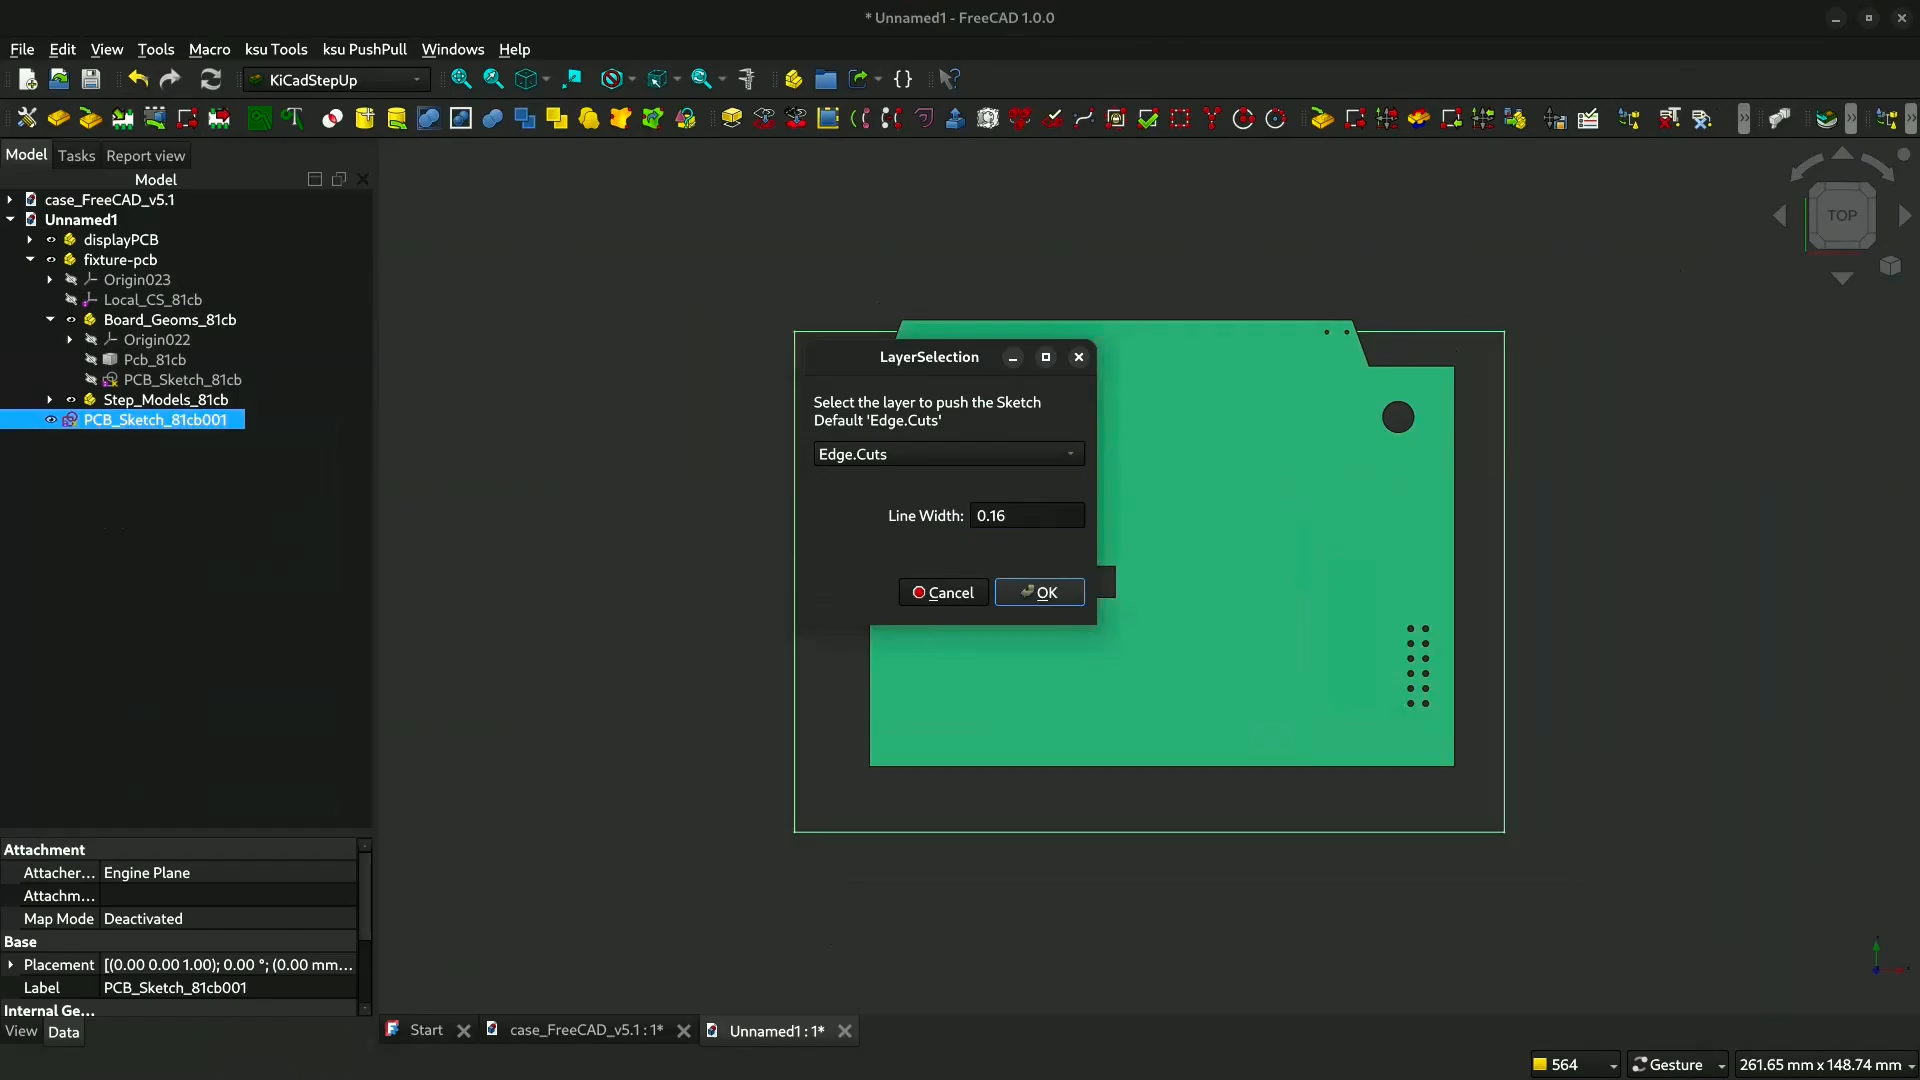 * Unnamed1 - FreeCAD 1.0.0
File Edit View Tools Macro ksu Tools ksu PushPull Windows Help
KiCadStepUp
Model Tasks Report view
Model
case_FreeCAD_v5.1
Unnamed1
displayPCB
fixture-pcb
Origin023
Local_CS_81cb
Board_Geoms_81cb
Origin022
Pcb_81cb
PCB_Sketch_81cb
Step_Models_81cb
PCB_Sketch_81cb001
TOP
LayerSelection
Select the layer to push the Sketch
Default 'Edge.Cuts'
Edge.Cuts
Line Width: 0.16
Cancel OK
Attachment
Attacher... Engine Plane
Attachm...
Map Mode Deactivated
Base
Placement [(0.00 0.00 1.00); 0.00 °; (0.00 mm...
Label PCB_Sketch_81cb001
Internal Ge...
View Data
Start case_FreeCAD_v5.1 : 1* Unnamed1 : 1*
564 Gesture 261.65 mm x 148.74 mm